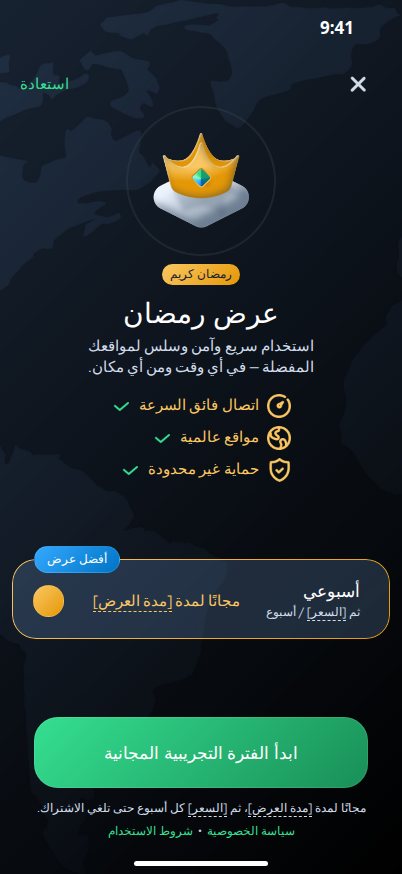 9:41
استعادة
رمضان كريم
عرض رمضان
استخدام سريع وآمن وسلس لمواقعك
المفضلة – في أي وقت ومن أي مكان.
اتصال فائق السرعة
مواقع عالمية
حماية غير محدودة
أفضل عرض
أسبوعي
ثم [السعر] / أسبوع
مجانًا لمدة [مدة العرض]
ابدأ الفترة التجريبية المجانية
مجانًا لمدة [مدة العرض]، ثم [السعر] كل أسبوع حتى تلغي الاشتراك.
سياسة الخصوصية • شروط الاستخدام